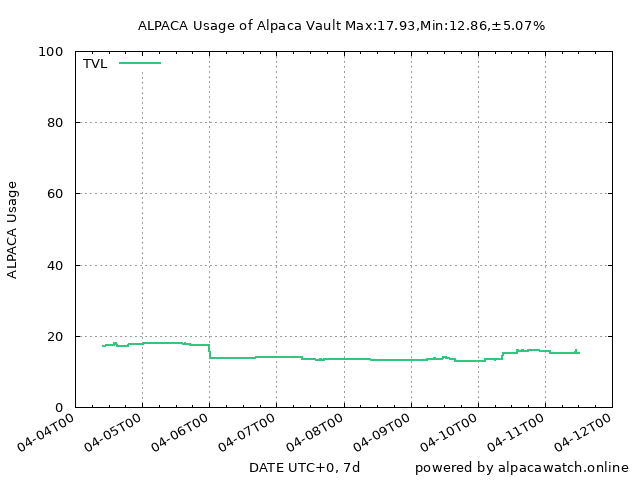 ALPACA Usage of Alpaca Vault Max:17.93,Min:12.86,±5.07%
100
TVL
80
60
ALPACA Usage
40
20
0
04-04T00 04-05T00 04-06T00 04-07T00 04-08T00 04-09T00 04-10T00 04-11T00 04-12T00
DATE UTC+0, 7d powered by alpacawatch.online